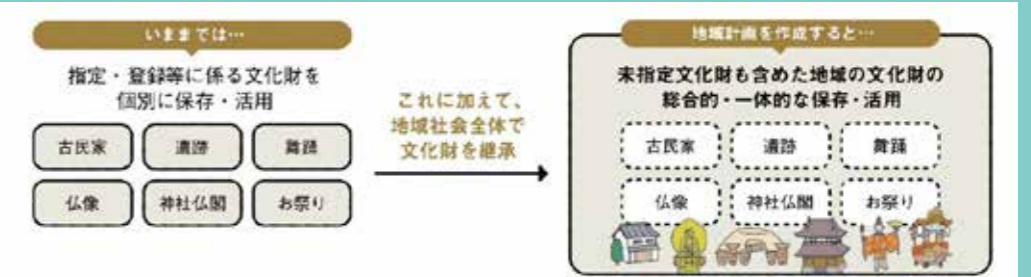 いままでは…
指定・登録等に係る文化財を
個別に保存・活用
古民家 遺跡 舞踊
仏像 神社仏閣 お祭り
これに加えて、
地域社会全体で
文化財を継承
地域計画を作成すると…
未指定文化財も含めた地域の文化財の
総合的・一体的な保存・活用
古民家 遺跡 舞踊
仏像 神社仏閣 お祭り